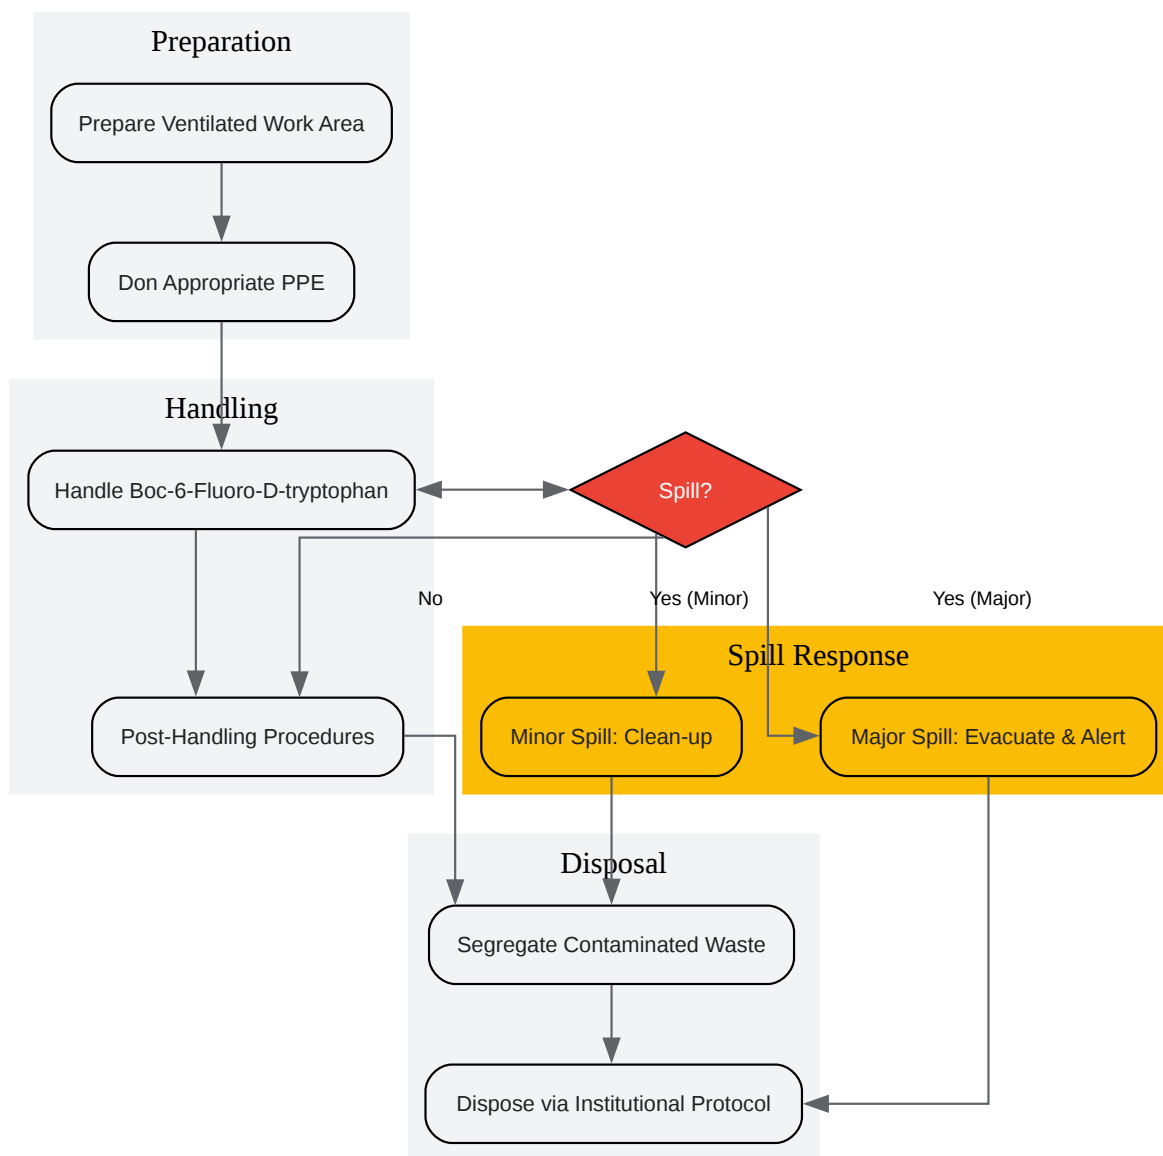 Preparation
Prepare Ventilated Work Area
Don Appropriate PPE
Handling
Handle Boc-6-Fluoro-D-tryptophan
Spill?
No
Yes (Minor)
Yes (Major)
Spill Response
Post-Handling Procedures
Minor Spill: Clean-up
Major Spill: Evacuate & Alert
Disposal
Segregate Contaminated Waste
Dispose via Institutional Protocol